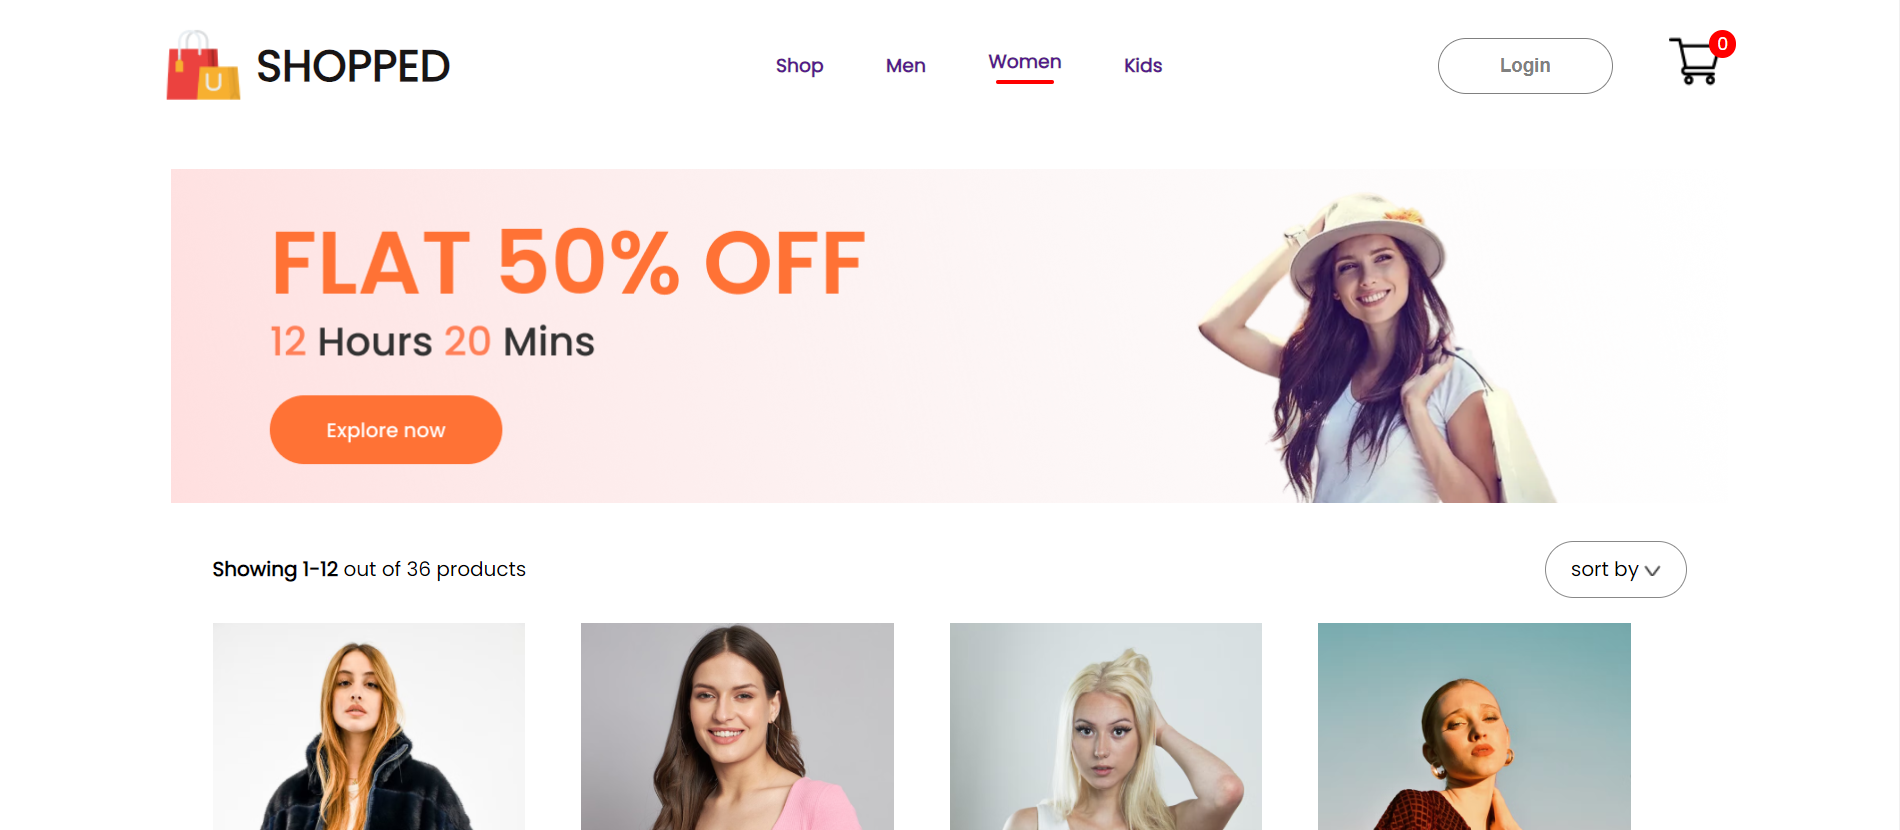 U
SHOPPED
Shop
Men
Women
Kids
Login
0
FLAT 50% OFF
12 Hours 20 Mins
Explore now
Showing 1-12 out of 36 products
sort by